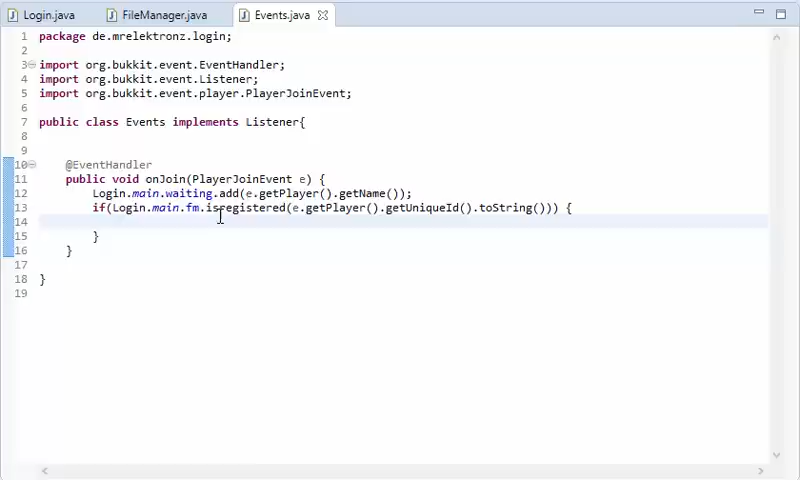 Login.java FileManager.java Events.java
1 package de.mrelektronz.login;
2
3 import org.bukkit.event.EventHandler;
4 import org.bukkit.event.Listener;
5 import org.bukkit.event.player.PlayerJoinEvent;
6
7 public class Events implements Listener{
8
9
10 @EventHandler
11 public void onJoin(PlayerJoinEvent e) {
12 Login.main.waiting.add(e.getPlayer().getName());
13 if(Login.main.fm.isregistered(e.getPlayer().getUniqueId().toString())) {
14
15 }
16 }
17
18 }
19